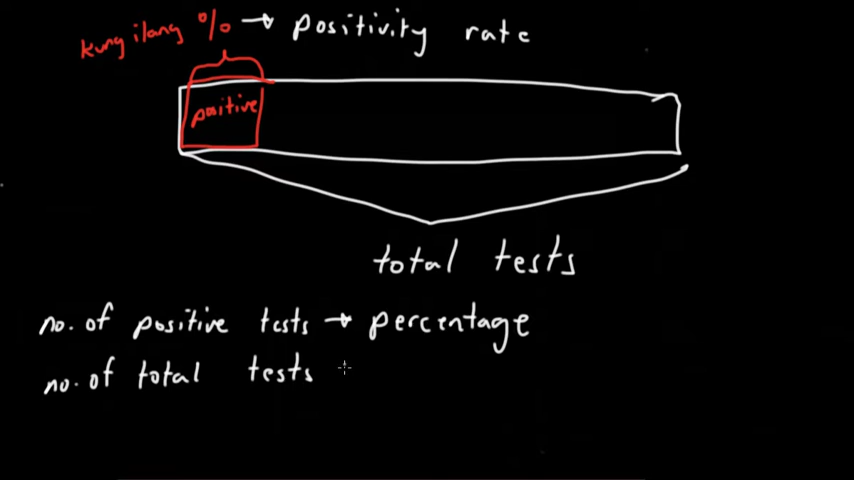 kung ilang % → positivity rate
positive
total tests
no. of positive tests → percentage
no. of total tests